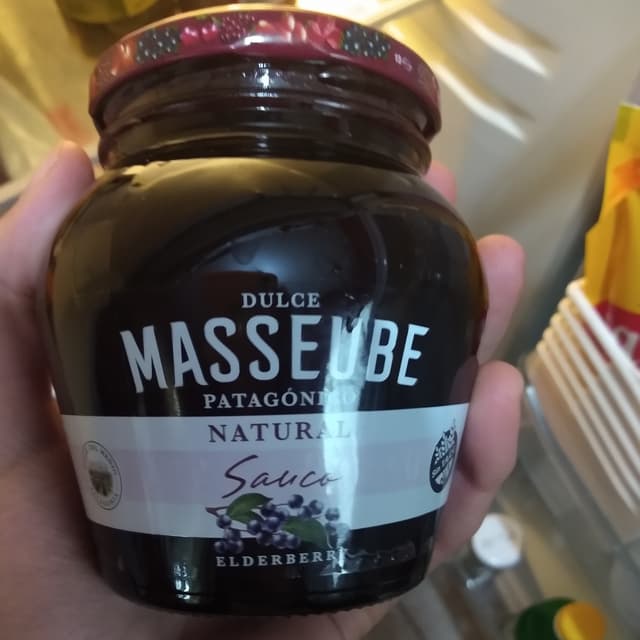 DULCE
MASSEUBE
PATAGÓNICO
NATURAL
Sauco
ELDERBERRY